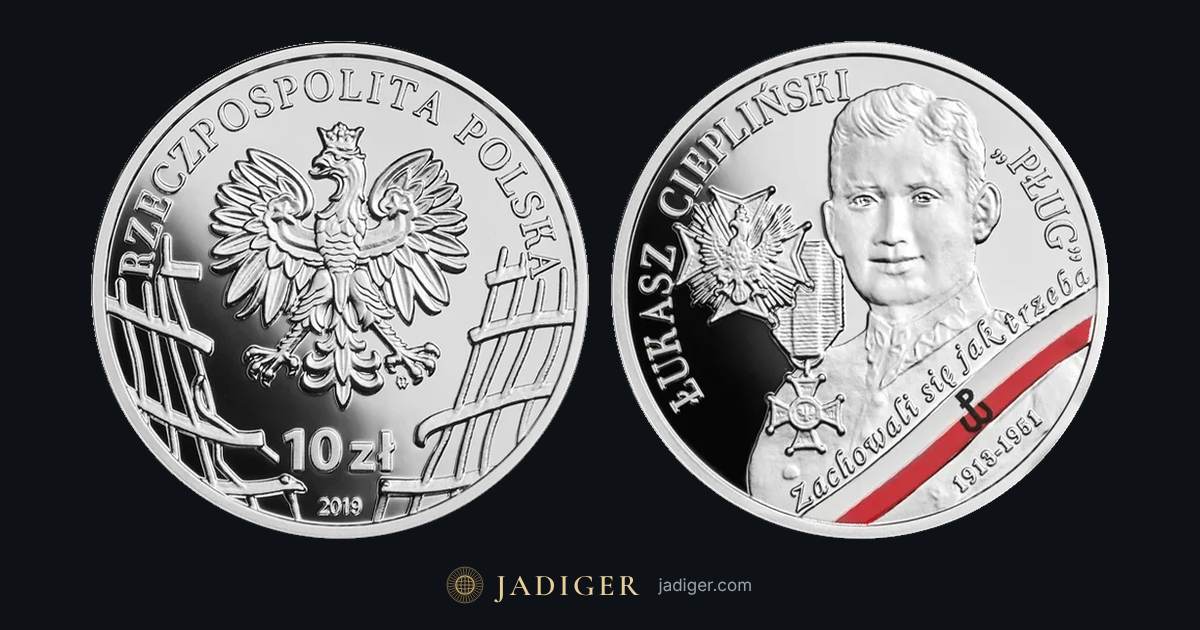 RZECZPOSPOLITA POLSKA
10 zł
2019
ŁUKASZ CIEPLIŃSKI
„PŁUG”
Zachowali się jak trzeba
1913-1951
JADIGER
jadiger.com